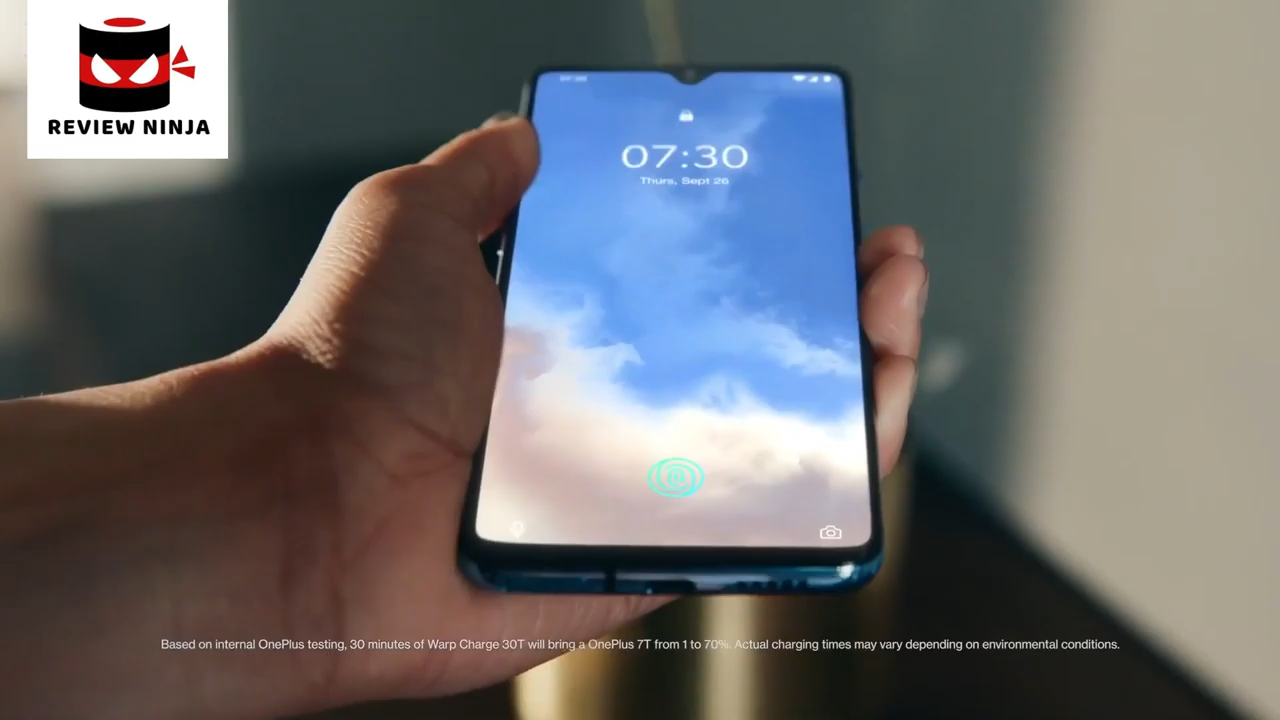 REVIEW NINJA
07:30
Thurs, Sept 26
Based on internal OnePlus testing, 30 minutes of Warp Charge 30T will bring a OnePlus 7T from 1 to 70%. Actual charging times may vary depending on environmental conditions.